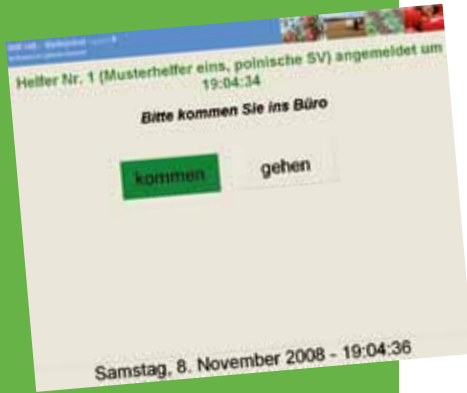 Helfer Nr. 1 (Musterhelfer eins, polnische SV) angemeldet um
19:04:34
Bitte kommen Sie ins Büro
kommen
gehen
Samstag, 8. November 2008 - 19:04:36